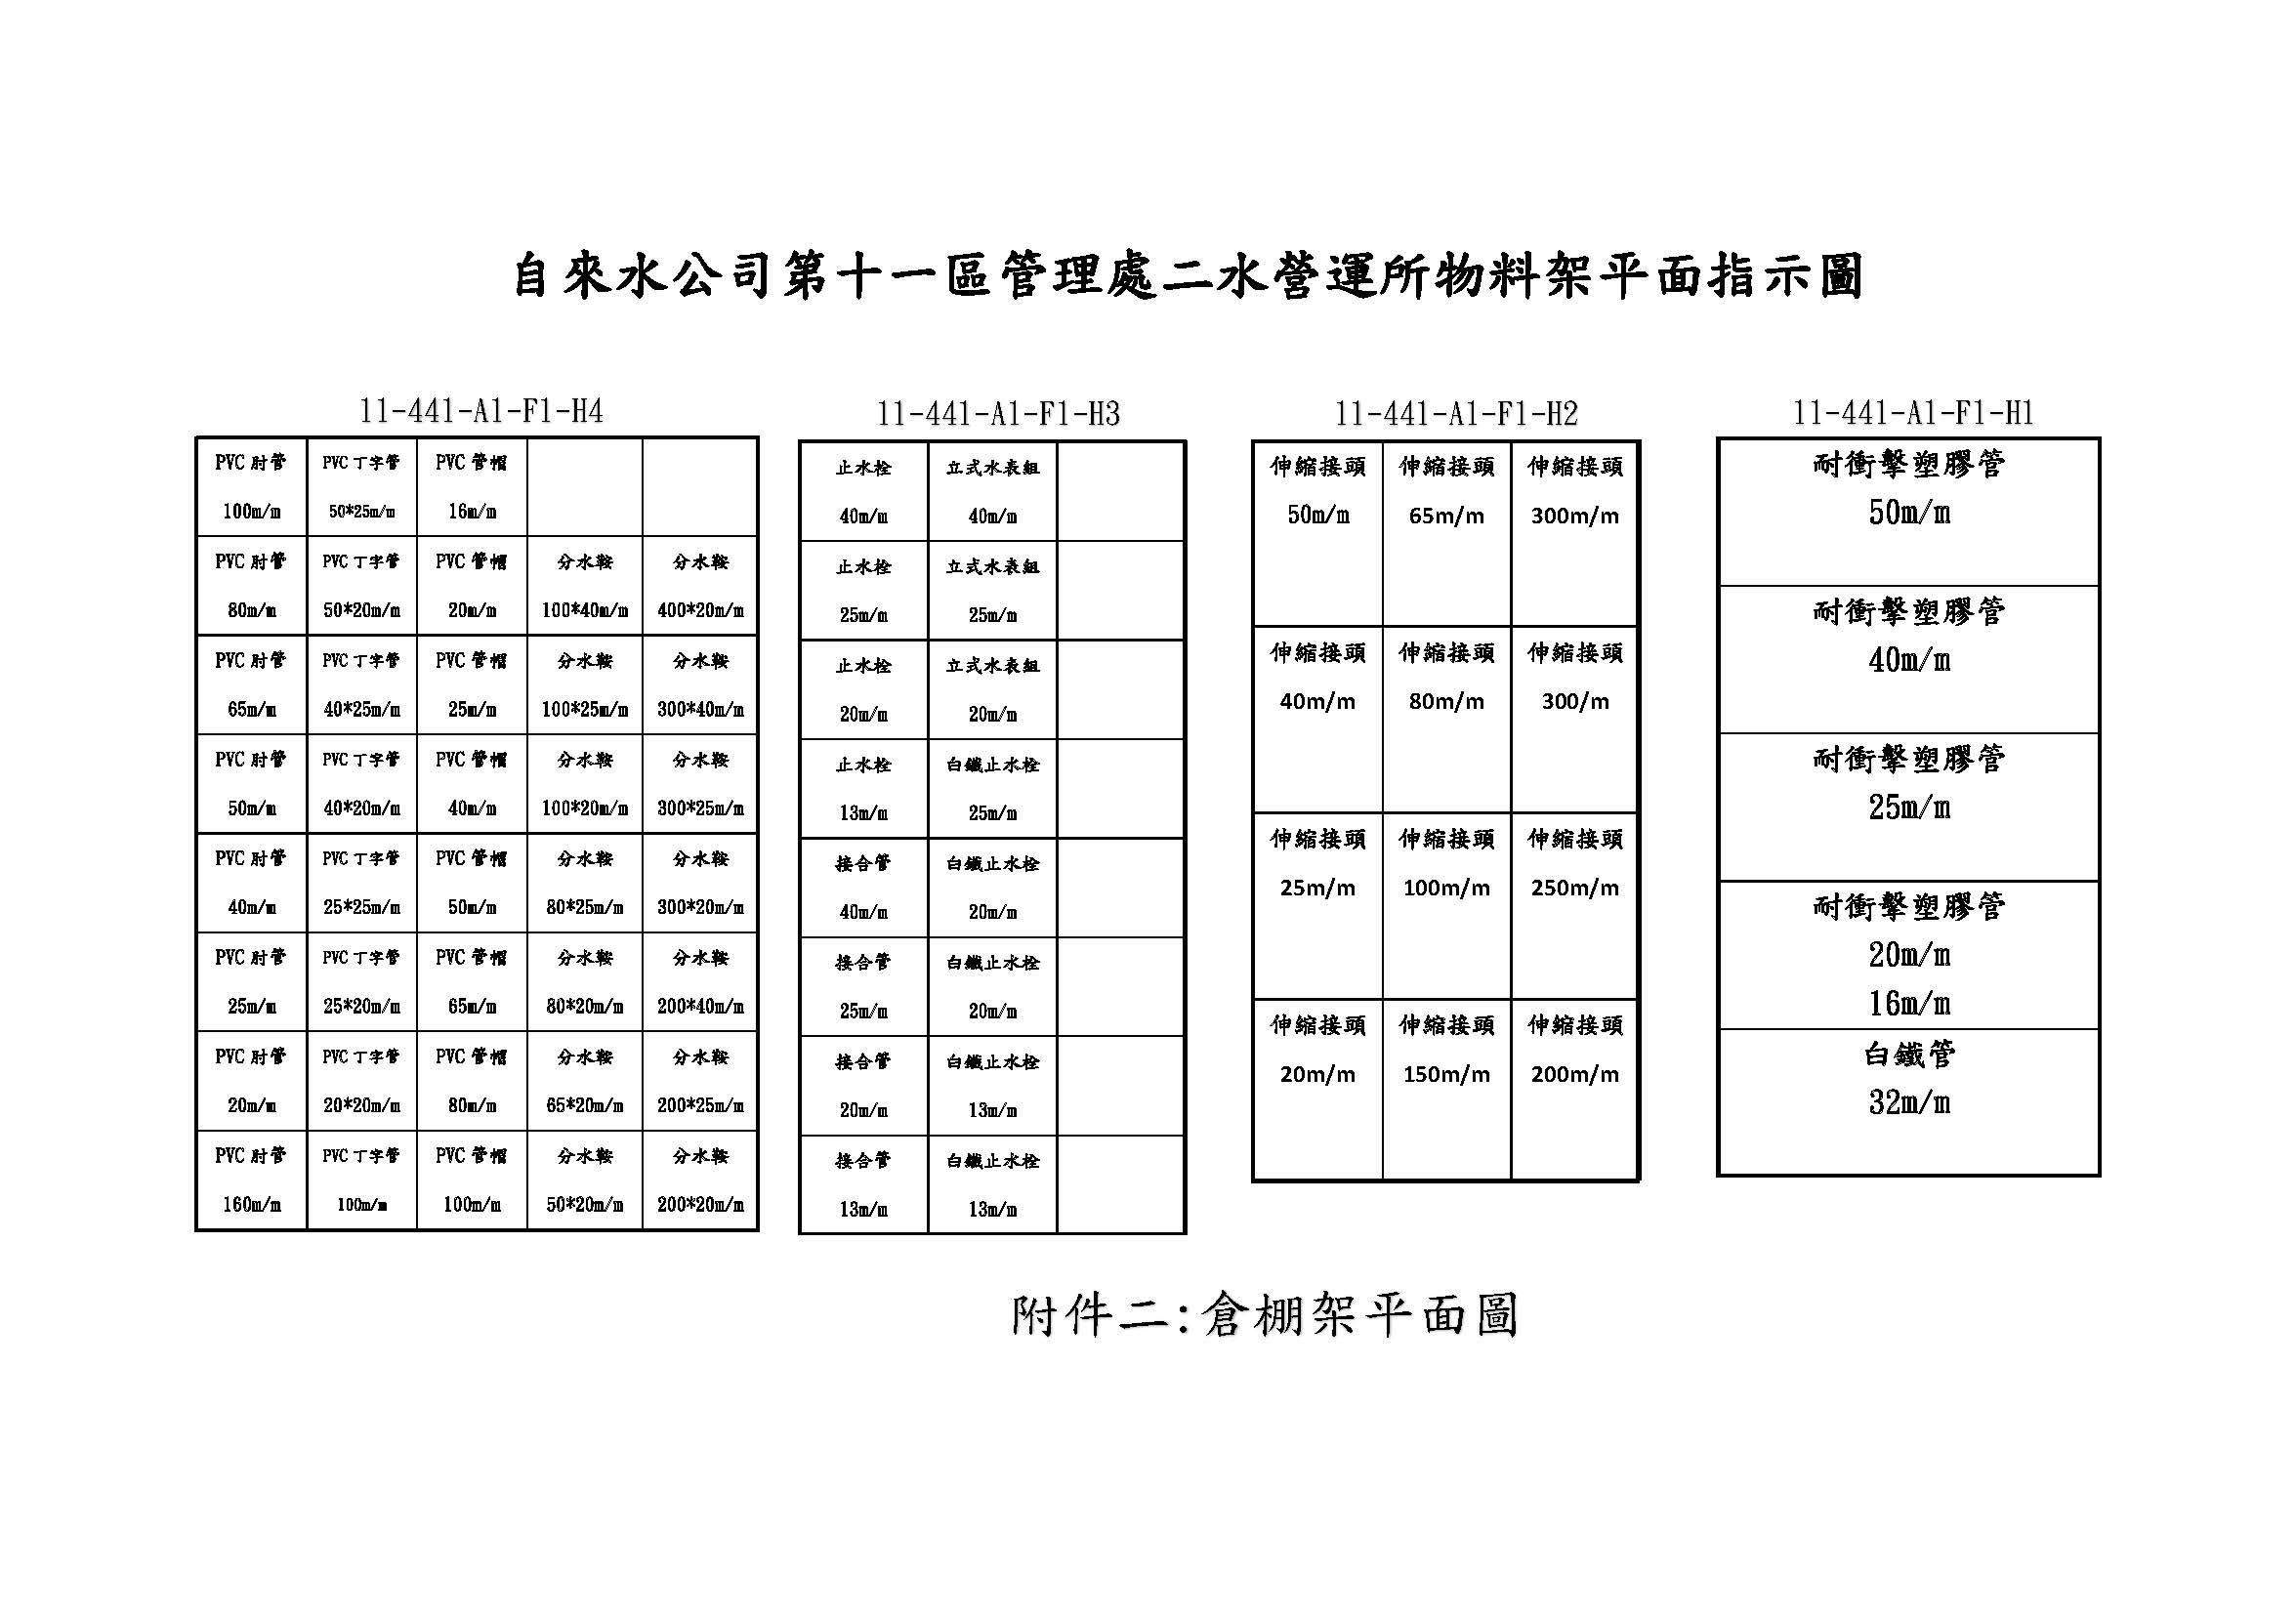 自來水公司第十一區管理處二水營運所物料架平面指示圖
11-441-A1-F1-H4
PVC 肘管 PVC 丁字管 PVC 管帽
100m/m 50*25m/m 16m/m
PVC 肘管 PVC 丁字管 PVC 管帽 分水鞍 分水鞍
80m/m 50*20m/m 20m/m 100*40m/m 400*20m/m
PVC 肘管 PVC 丁字管 PVC 管帽 分水鞍 分水鞍
65m/m 40*25m/m 25m/m 100*25m/m 300*40m/m
PVC 肘管 PVC 丁字管 PVC 管帽 分水鞍 分水鞍
50m/m 40*20m/m 40m/m 100*20m/m 300*25m/m
PVC 肘管 PVC 丁字管 PVC 管帽 分水鞍 分水鞍
40m/m 25*25m/m 50m/m 80*25m/m 300*20m/m
PVC 肘管 PVC 丁字管 PVC 管帽 分水鞍 分水鞍
25m/m 25*20m/m 65m/m 80*20m/m 200*40m/m
PVC 肘管 PVC 丁字管 PVC 管帽 分水鞍 分水鞍
20m/m 20*20m/m 80m/m 65*20m/m 200*25m/m
PVC 肘管 PVC 丁字管 PVC 管帽 分水鞍 分水鞍
160m/m 100m/m 100m/m 50*20m/m 200*20m/m
11-441-A1-F1-H3
止水栓 立式水表組
40m/m 40m/m
止水栓 立式水表組
25m/m 25m/m
止水栓 立式水表組
20m/m 20m/m
止水栓 白鐵止水栓
13m/m 25m/m
接合管 白鐵止水栓
40m/m 20m/m
接合管 白鐵止水栓
25m/m 20m/m
接合管 白鐵止水栓
20m/m 13m/m
接合管 白鐵止水栓
13m/m 13m/m
11-441-A1-F1-H2
伸縮接頭 伸縮接頭 伸縮接頭
50m/m 65m/m 300m/m
伸縮接頭 伸縮接頭 伸縮接頭
40m/m 80m/m 300/m
伸縮接頭 伸縮接頭 伸縮接頭
25m/m 100m/m 250m/m
伸縮接頭 伸縮接頭 伸縮接頭
20m/m 150m/m 200m/m
11-441-A1-F1-H1
耐衝擊塑膠管
50m/m
耐衝擊塑膠管
40m/m
耐衝擊塑膠管
25m/m
耐衝擊塑膠管
20m/m
16m/m
白鐵管
32m/m
附件二:倉棚架平面圖